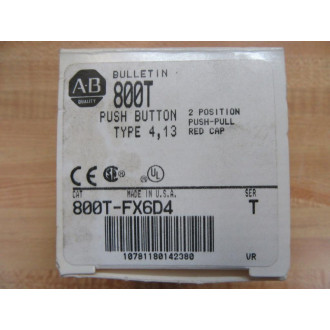 A-B
QUALITY
BULLETIN
800T
PUSH BUTTON
TYPE 4,13
2 POSITION
PUSH-PULL
RED CAP
CE
UL
CAT
MADE IN U.S.A.
SER
800T-FX6D4
T
10781180142380
VR